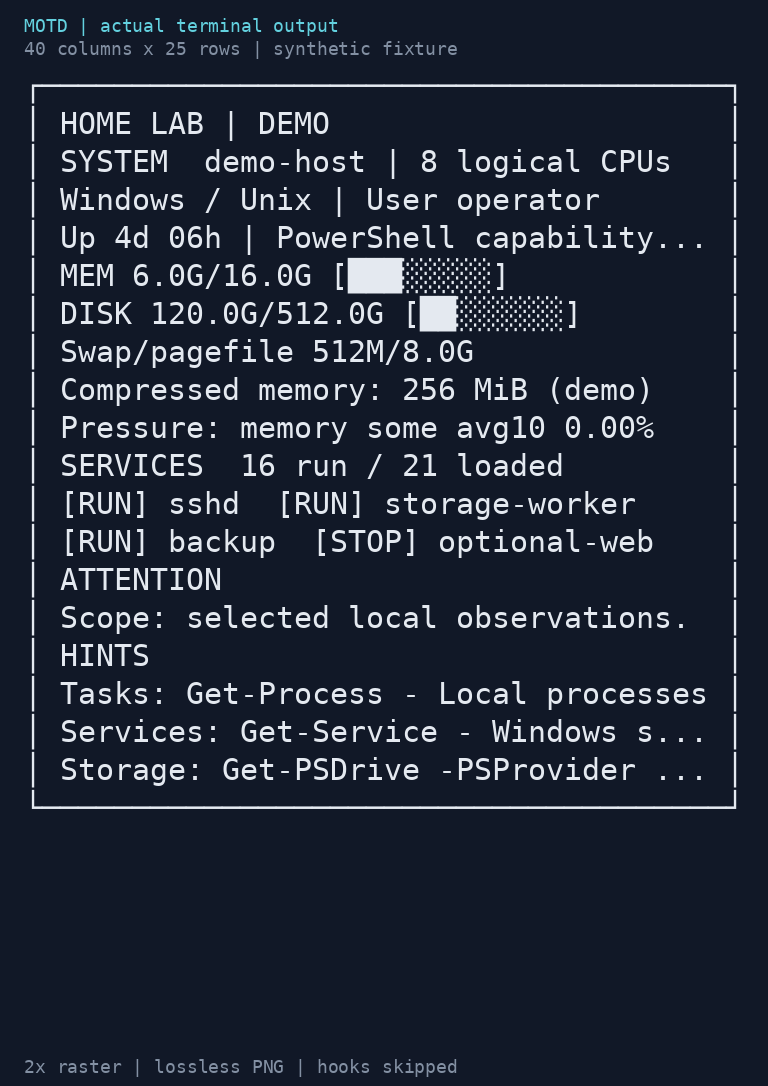 MOTD | actual terminal output
40 columns x 25 rows | synthetic fixture
HOME LAB | DEMO
SYSTEM  demo-host | 8 logical CPUs
Windows / Unix | User operator
Up 4d 06h | PowerShell capability...
MEM 6.0G/16.0G [███░░░░░]
DISK 120.0G/512.0G [██░░░░░░]
Swap/pagefile 512M/8.0G
Compressed memory: 256 MiB (demo)
Pressure: memory some avg10 0.00%
SERVICES  16 run / 21 loaded
[RUN] sshd  [RUN] storage-worker
[RUN] backup  [STOP] optional-web
ATTENTION
Scope: selected local observations.
HINTS
Tasks: Get-Process - Local processes
Services: Get-Service - Windows s...
Storage: Get-PSDrive -PSProvider ...
2x raster | lossless PNG | hooks skipped